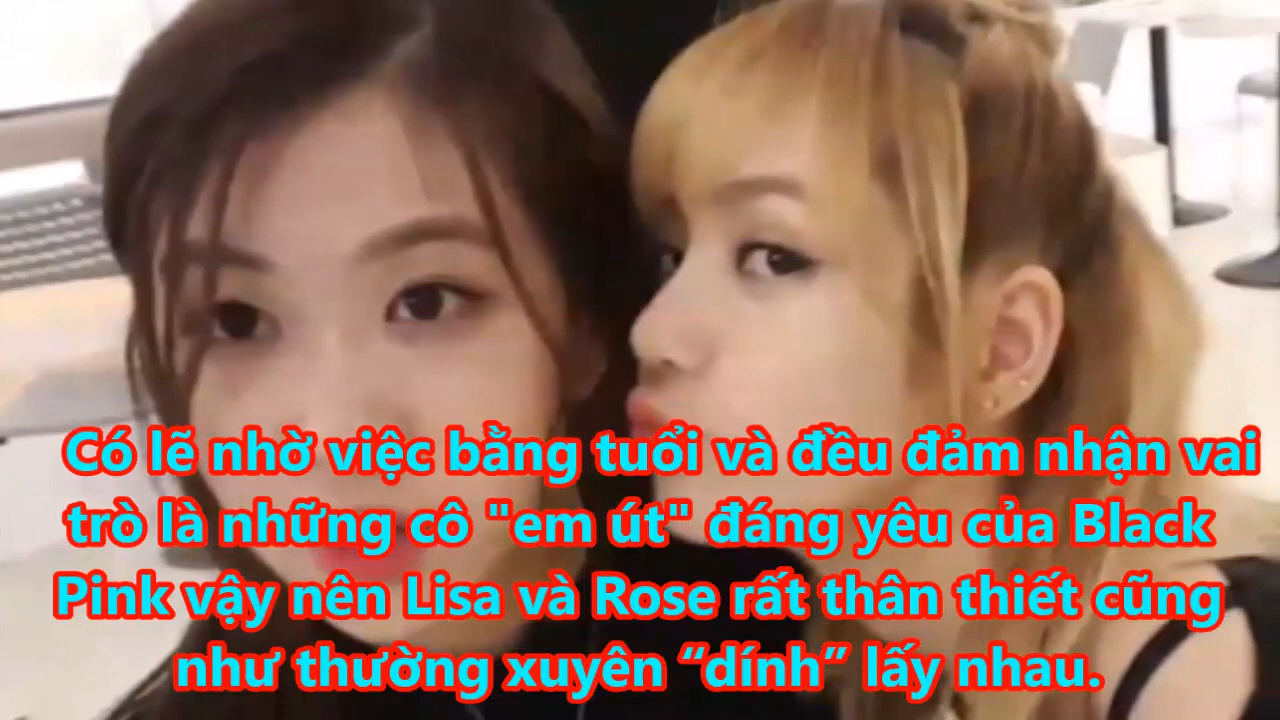 Có lẽ nhờ việc bằng tuổi và đều đảm nhận vai
trò là những cô "em út" đáng yêu của Black
Pink vậy nên Lisa và Rose rất thân thiết cũng
như thường xuyên “dính” lấy nhau.